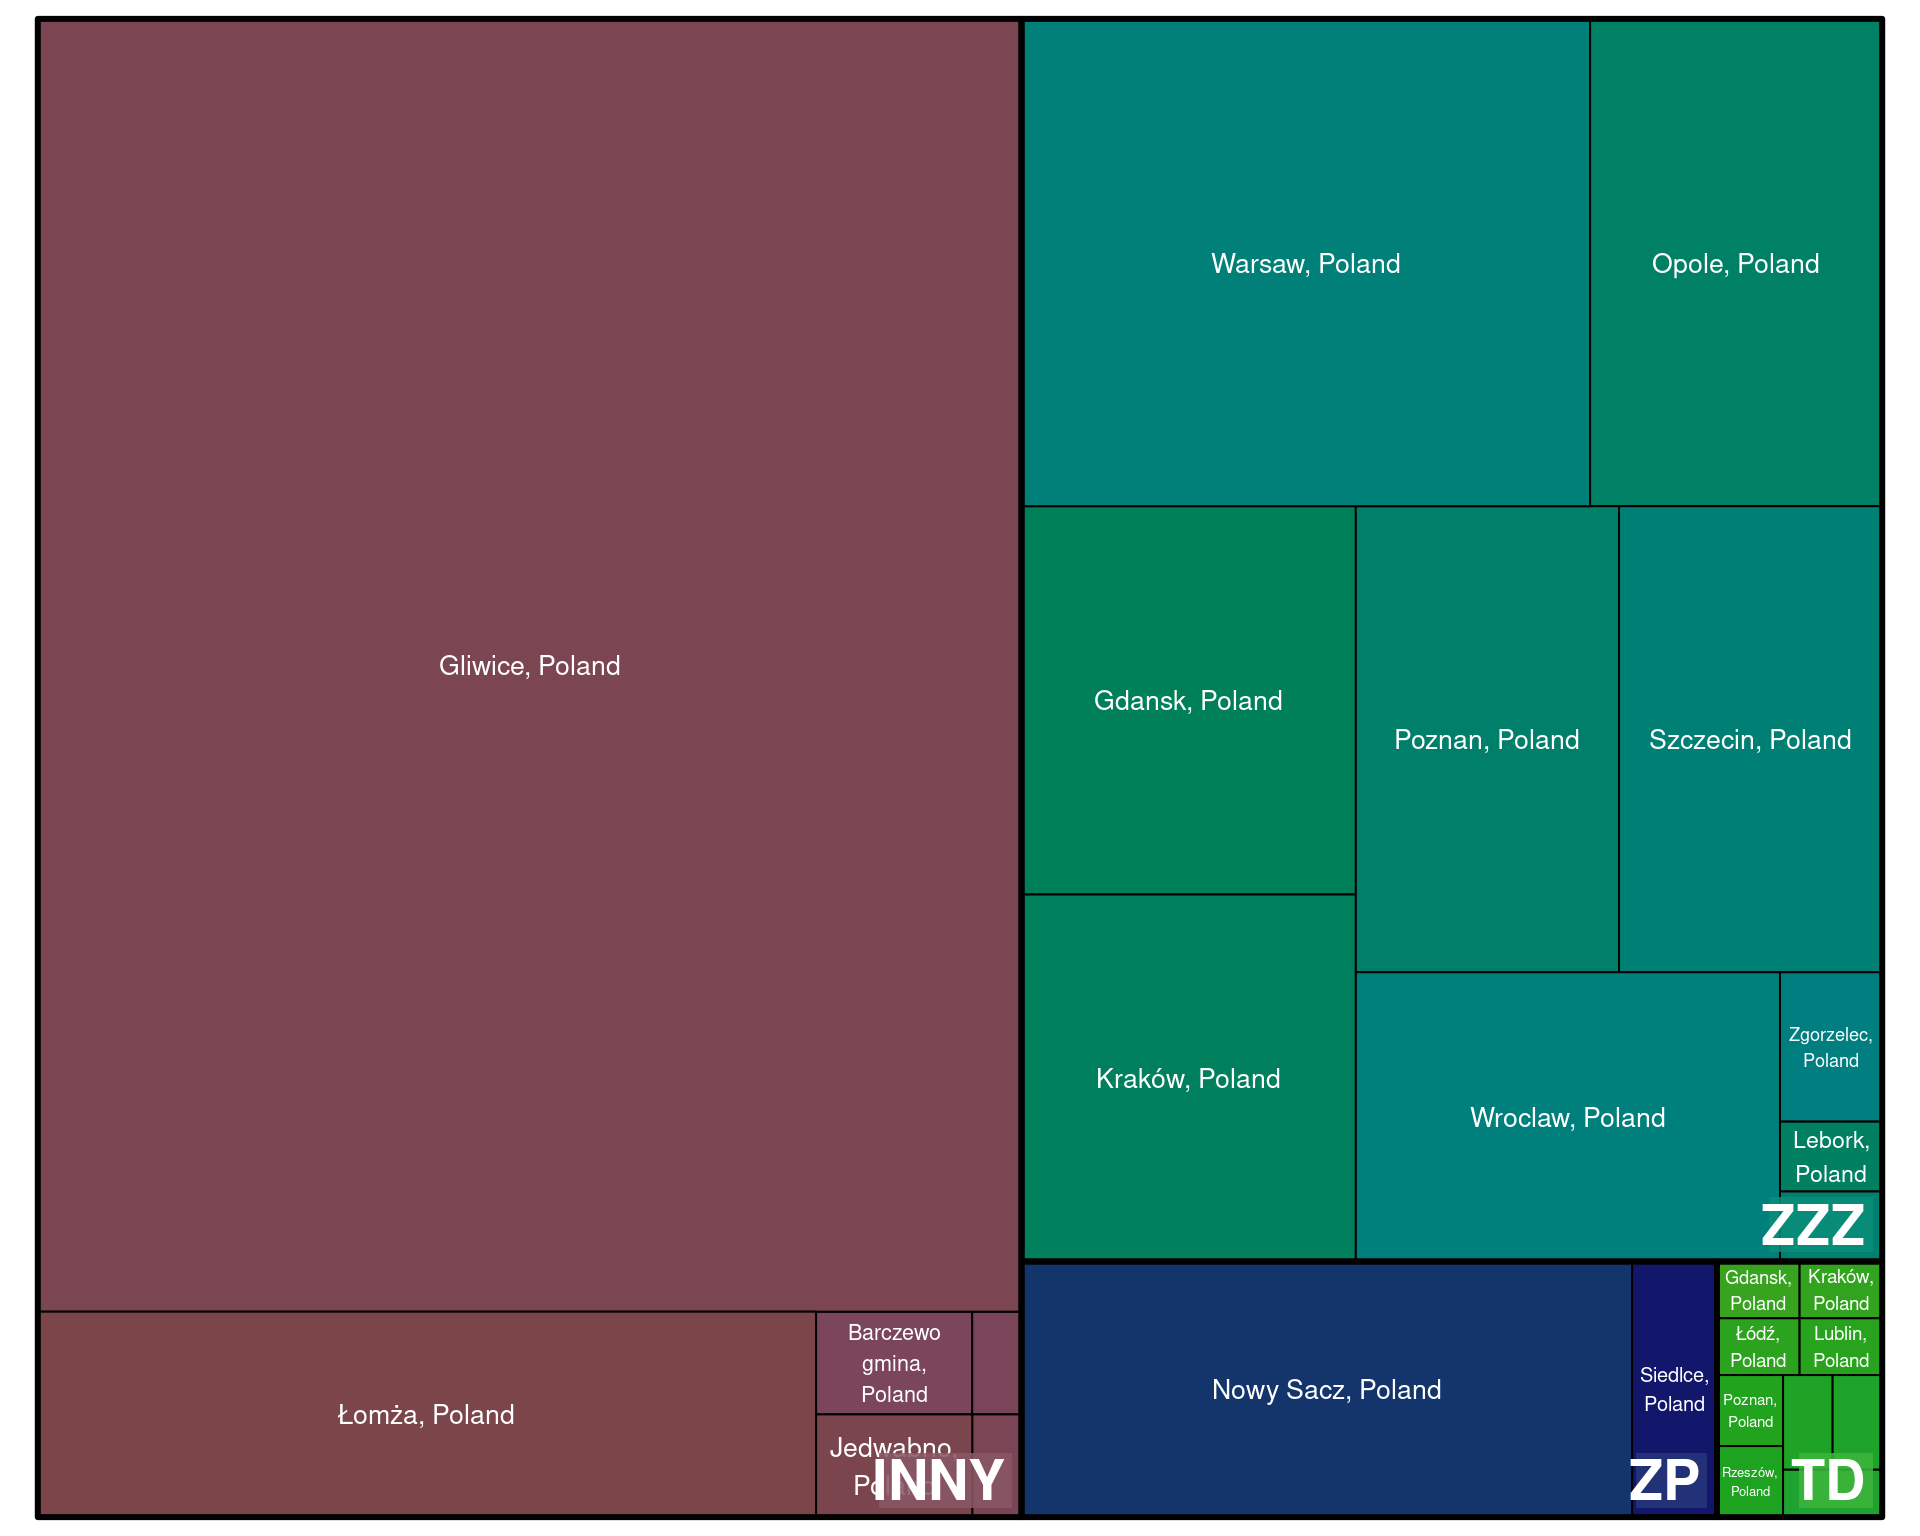 Gliwice, Poland
Łomża, Poland
Barczewo
gmina,
Poland
Jedwabno,
Poland
INNY
Warsaw, Poland
Opole, Poland
Gdansk, Poland
Poznan, Poland
Szczecin, Poland
Kraków, Poland
Wroclaw, Poland
Zgorzelec,
Poland
Lebork,
Poland
ZZZ
Nowy Sacz, Poland
Siedlce,
Poland
ZP
Gdansk,
Poland
Kraków,
Poland
Łódź,
Poland
Lublin,
Poland
Poznan,
Poland
Rzeszów,
Poland
TD